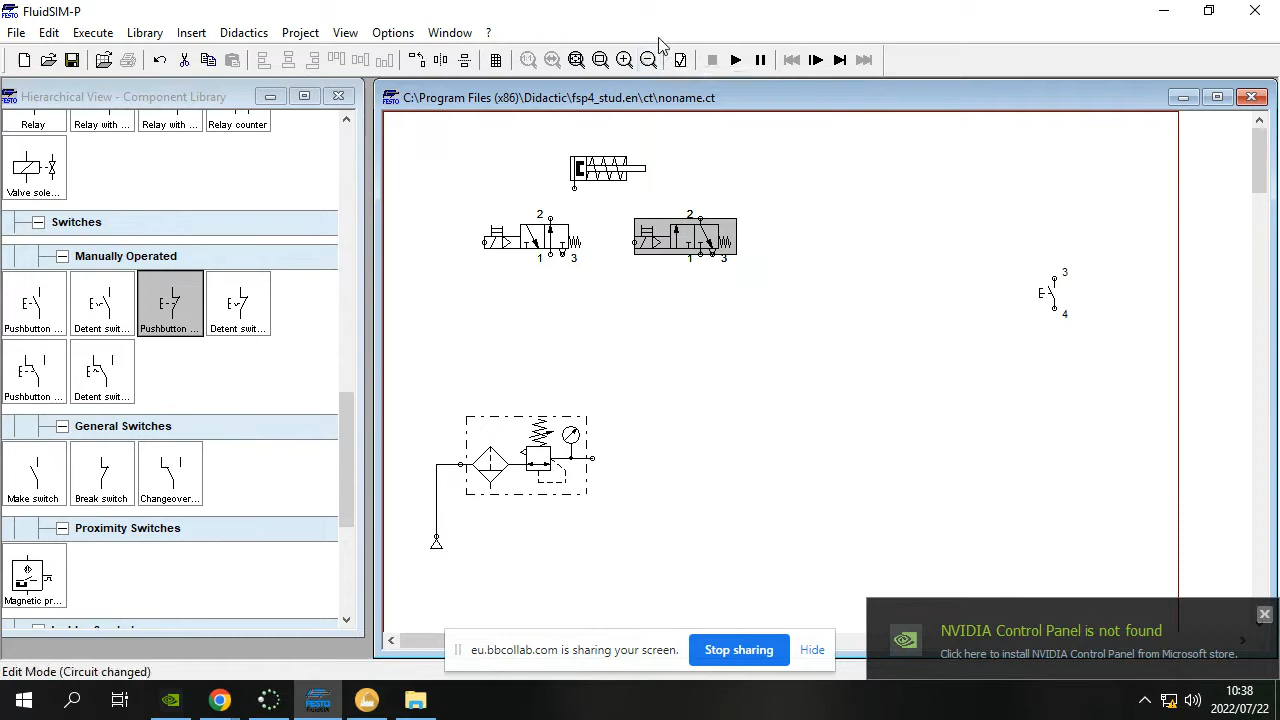 FluidSIM-P
File Edit Execute Library Insert Didactics Project View Options Window ?
Hierarchical View - Component Library
C:\Program Files (x86)\Didactic\fsp4_stud.en\ct\noname.ct
Relay Relay with ... Relay with ... Relay counter
Valve sole...
Switches
Manually Operated
Pushbutton ... Detent swit... Pushbutton ... Detent swit...
Pushbutton ... Detent swit...
General Switches
Make switch Break switch Changeover...
Proximity Switches
Magnetic pr...
2 2
1 3 1 3
3
4
NVIDIA Control Panel is not found
Click here to install NVIDIA Control Panel from Microsoft store.
eu.bbcollab.com is sharing your screen. Stop sharing Hide
Edit Mode (Circuit changed)
FESTO
FluidSIM
10:38
2022/07/22